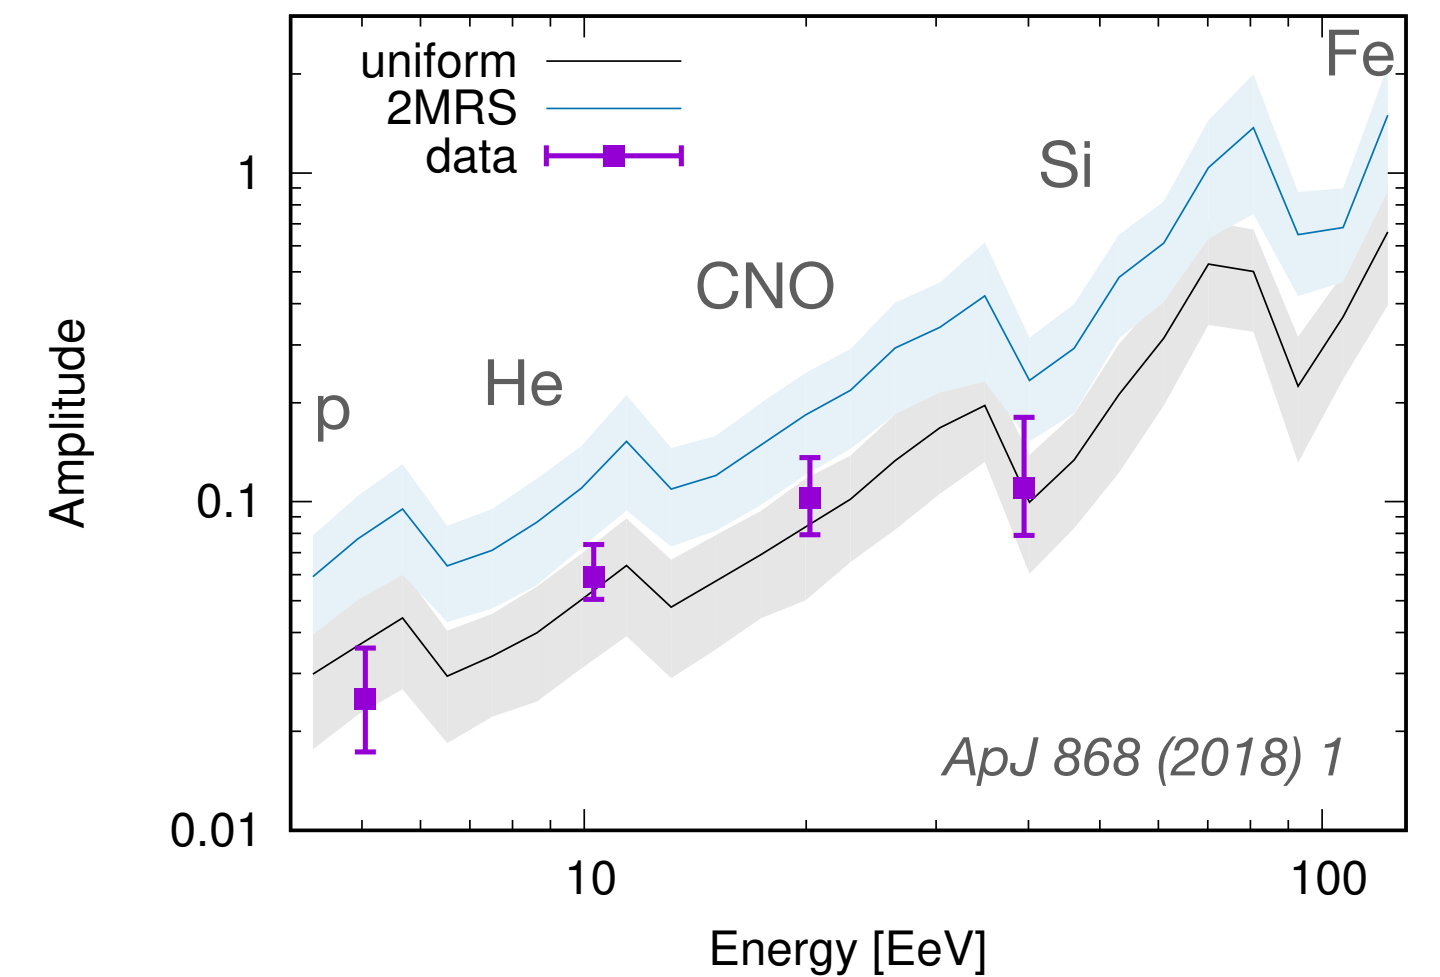 uniform
2MRS
data
Fe
Si
CNO
He
p
1
0.1
0.01
Amplitude
ApJ 868 (2018) 1
10
100
Energy [EeV]